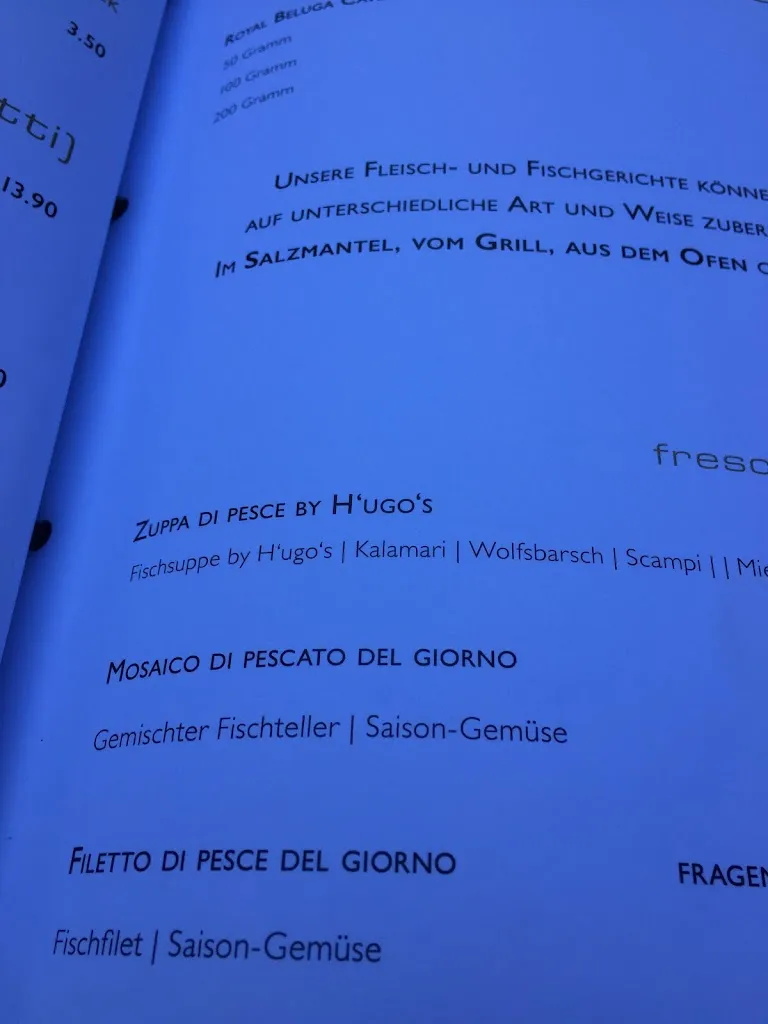 3.50
tti)
13.90
ROYAL BELUGA
50 Gramm
100 Gramm
200 Gramm
UNSERE FLEISCH- UND FISCHGERICHTE KÖNNE
AUF UNTERSCHIEDLICHE ART UND WEISE ZUBER
IM SALZMANTEL, VOM GRILL, AUS DEM OFEN
fresc
ZUPPA DI PESCE BY H'UGO'S
Fischsuppe by H'ugo's | Kalamari | Wolfsbarsch | Scampi | | Mie
MOSAICO DI PESCATO DEL GIORNO
Gemischter Fischteller | Saison-Gemüse
FILETTO DI PESCE DEL GIORNO
FRAGEN
Fischfilet | Saison-Gemüse